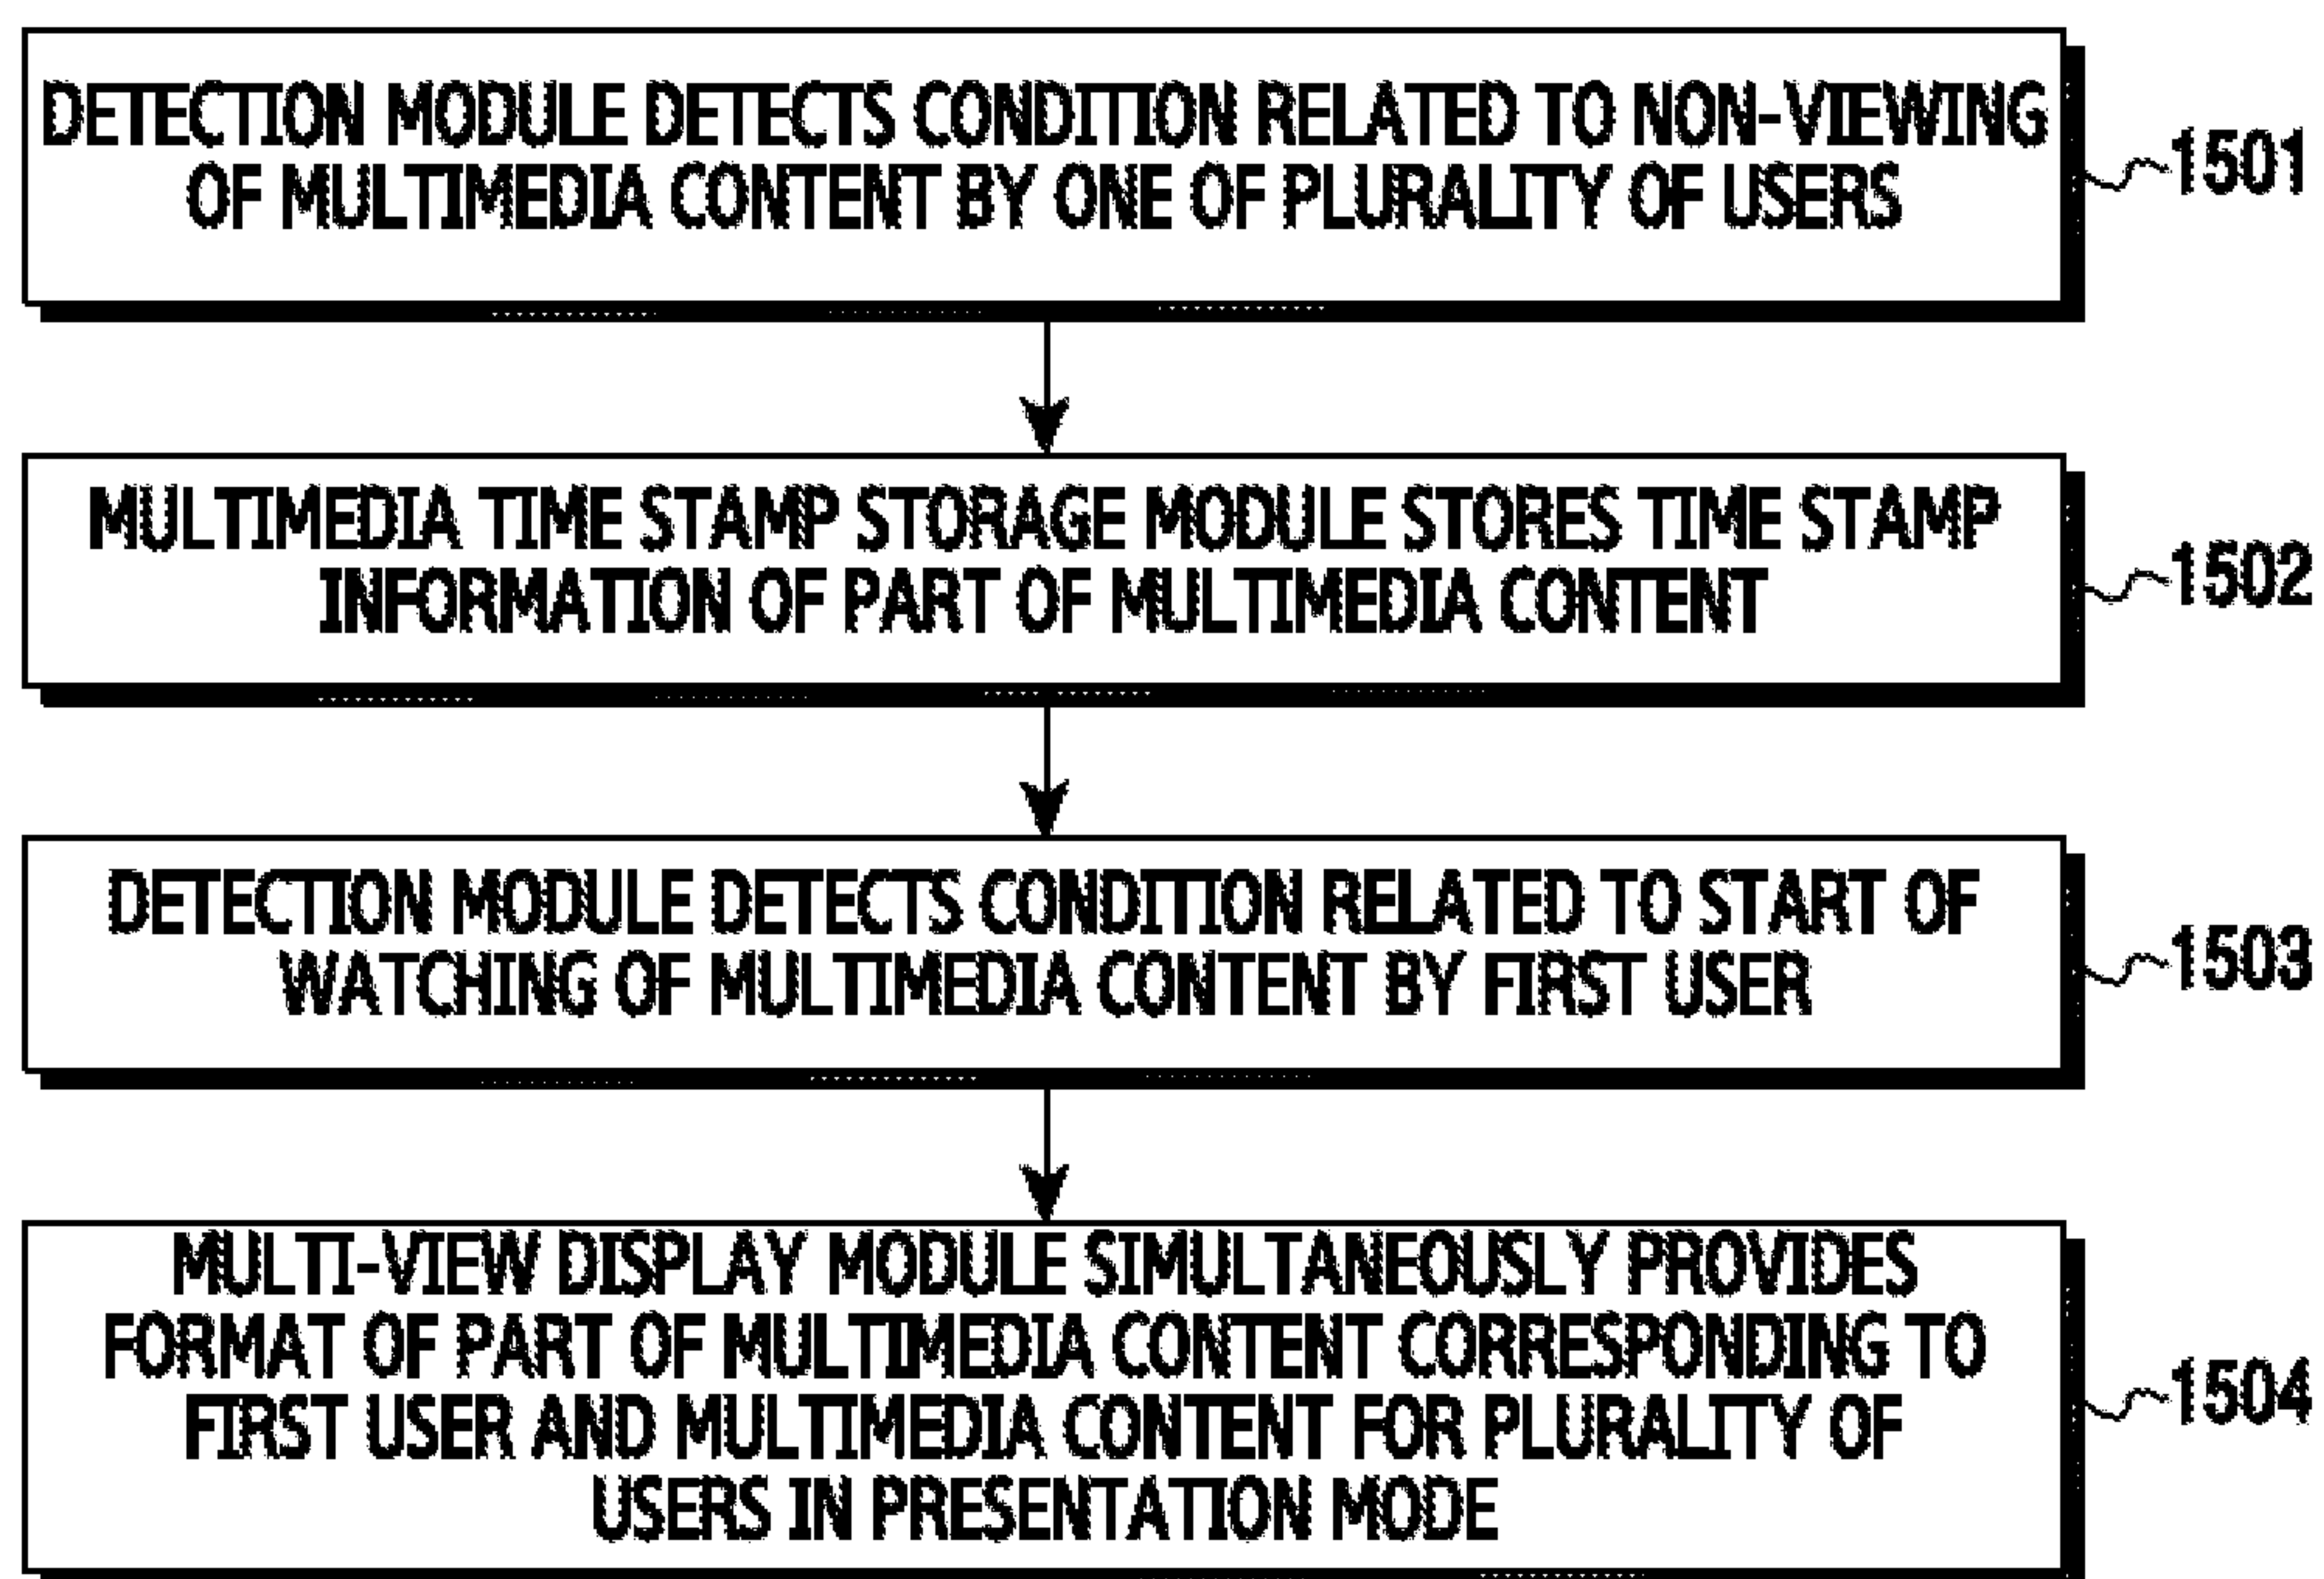 DETECTION MODULE DETECTS CONDITION RELATED TO NON-VIEWING
OF MULTIMEDIA CONTENT BY ONE OF PLURALITY OF USERS
1501
MULTIMEDIA TIME STAMP STORAGE MODULE STORES TIME STAMP
INFORMATION OF PART OF MULTIMEDIA CONTENT
1502
DETECTION MODULE DETECTS CONDITION RELATED TO START OF
WATCHING OF MULTIMEDIA CONTENT BY FIRST USER
1503
MULTI-VIEW DISPLAY MODULE SIMULTANEOUSLY PROVIDES
FORMAT OF PART OF MULTIMEDIA CONTENT CORRESPONDING TO
FIRST USER AND MULTIMEDIA CONTENT FOR PLURALITY OF
USERS IN PRESENTATION MODE
1504